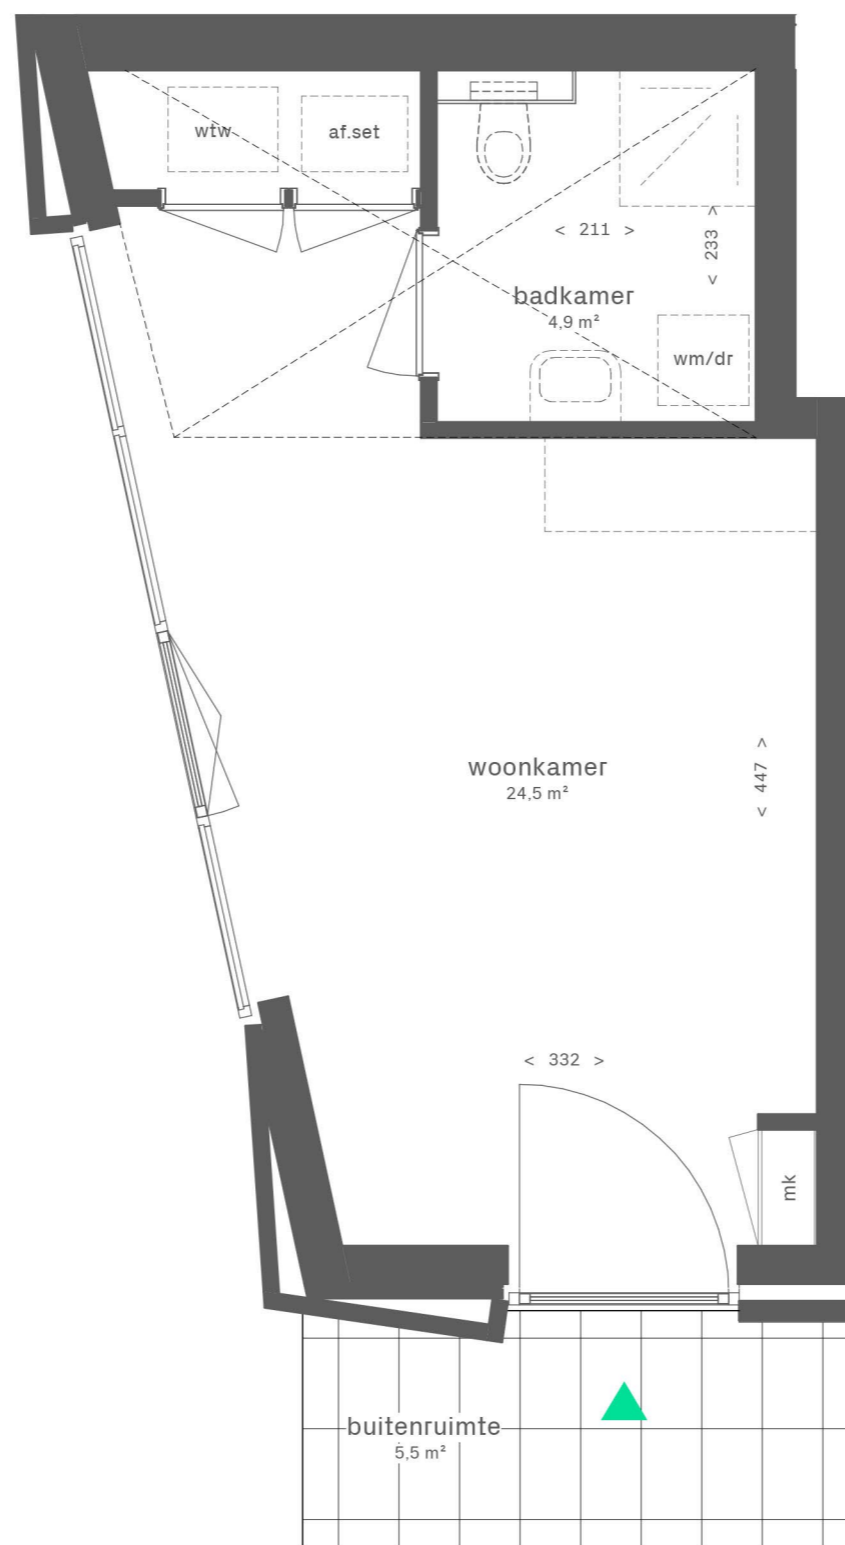 wtw
af.set
< 211 >
< 233 >
badkamer
4,9 m²
wm/dr
woonkamer
24,5 m²
< 447 >
< 332 >
mk
buitenruimte
5,5 m²